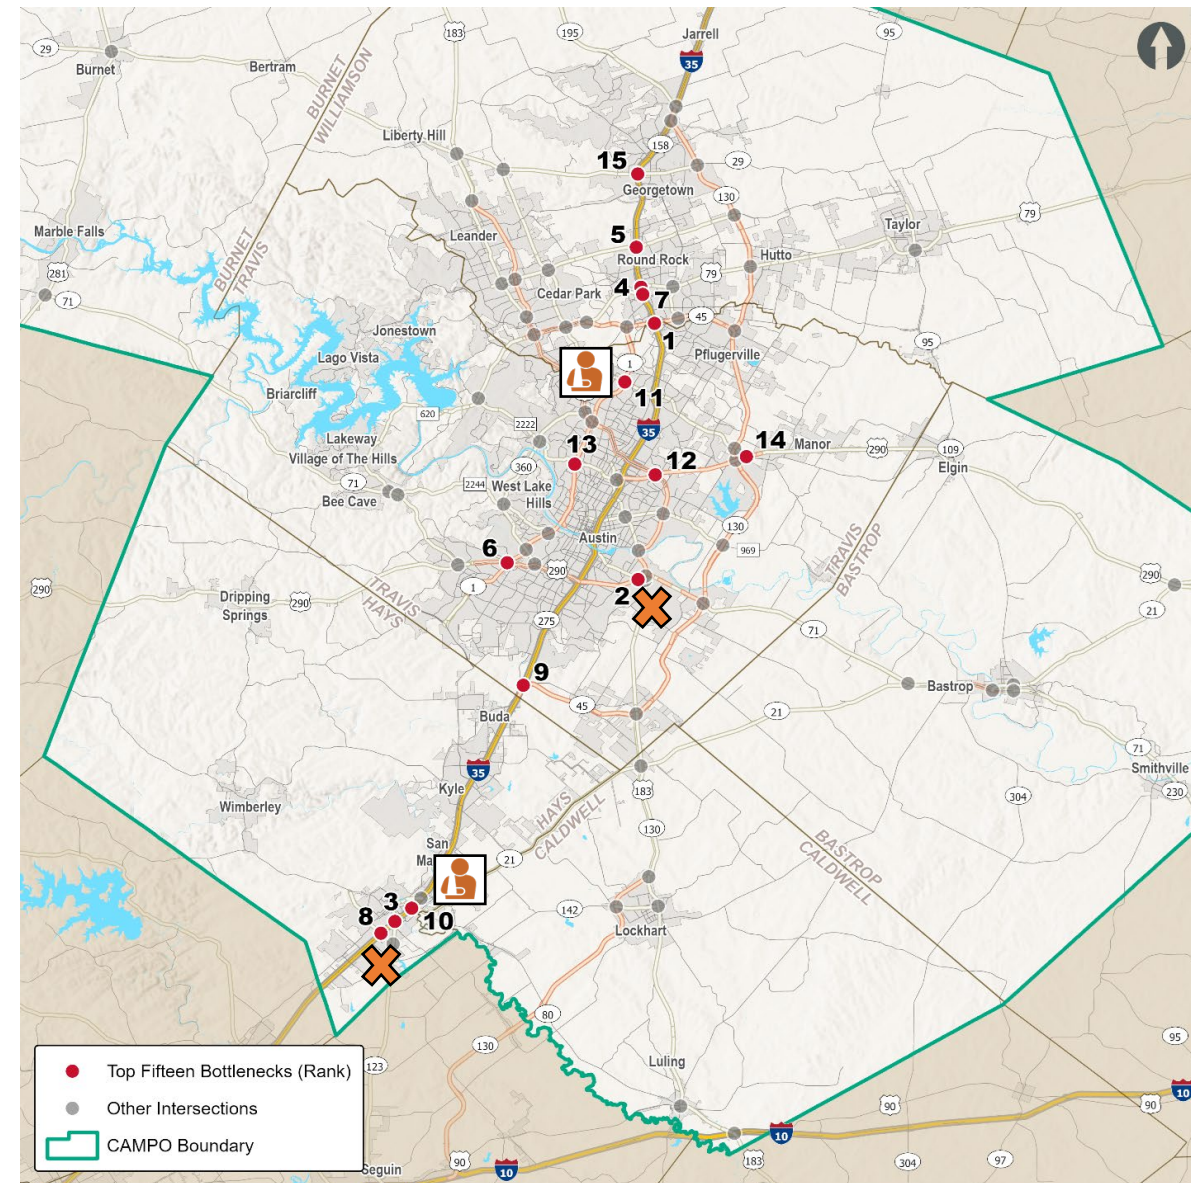 183
195
Jarrell
95
29
35
Burnet
Bertram
BURNET
WILLIAMSON
Liberty Hill
158
15
29
Georgetown
130
79
Taylor
Marble Falls
Leander
5
BURNET
TRAVIS
Round Rock
Hutto
281
79
71
4
Cedar Park
7
45
Jonestown
1
95
Lago Vista
Pflugerville
1
Briarcliff
11
620
2222
35
Lakeway
13
14
Manor
290
109
Village of The Hills
360
12
Elgin
71
2244
West Lake
Hills
Bee Cave
130
Austin
969
6
TRAVIS
BASTROP
290
290
1
2
290
Dripping
Springs
290
TRAVIS
HAYS
21
275
71
9
Bastrop
45
Buda
21
71
35
Smithville
Kyle
183
230
304
Wimberley
HAYS
CALDWELL
130
San
Ma
21
BASTROP
CALDWELL
3
8
10
142
Lockhart
80
130
95
Luling
123
Top Fifteen Bottlenecks (Rank)
Other Intersections
CAMPO Boundary
10
90
90
10
Seguin
90
10
183
304
97